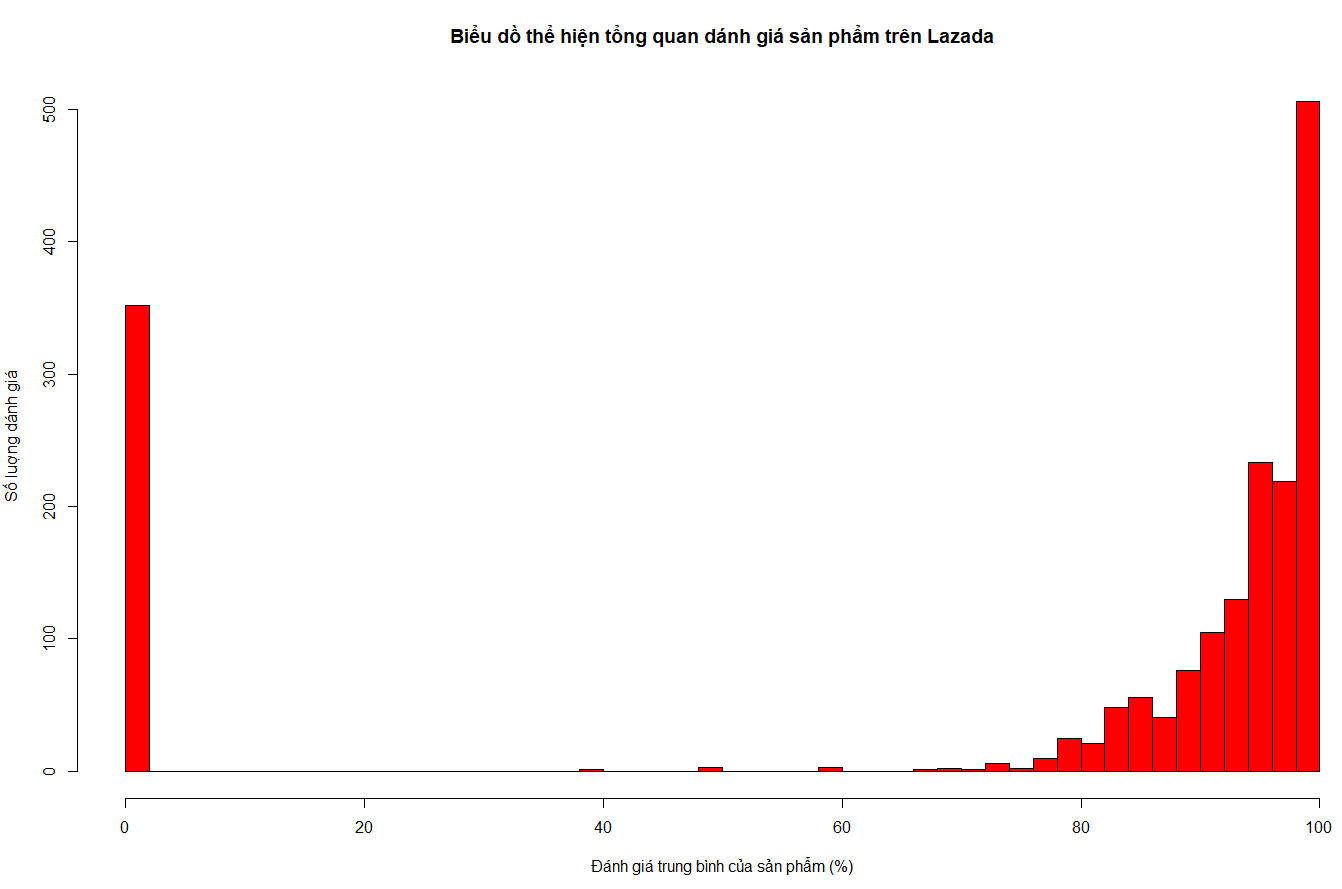 Biểu dồ thể hiện tổng quan dánh giá sản phẩm trên Lazada
Số luợng dánh giá
500
400
300
200
100
0
0 20 40 60 80 100
Đánh giá trung bình của sản phẩm (%)